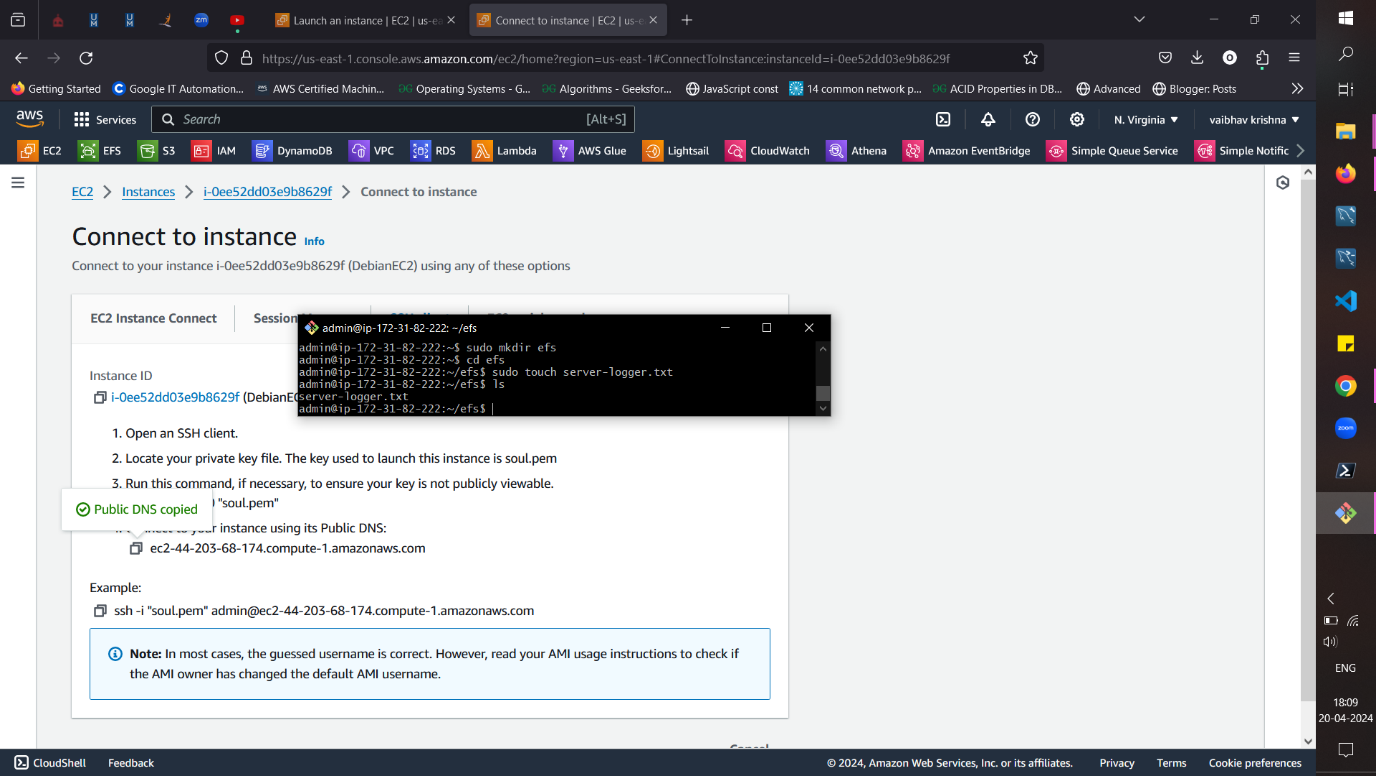 zm
Launch an instance | EC2 | us-ea
Connect to instance | EC2 | us-e
https://us-east-1.console.aws.amazon.com/ec2/home?region=us-east-1#ConnectToInstance:instanceId=i-0ee52dd03e9b8629f
Getting Started
Google IT Automation...
AWS Certified Machin...
Operating Systems - G...
Algorithms - Geeksfor...
JavaScript const
14 common network p...
ACID Properties in DB...
Advanced
Blogger: Posts
aws
Services
Search
[Alt+S]
N. Virginia
vaibhav krishna
EC2
EFS
S3
IAM
DynamoDB
VPC
RDS
Lambda
AWS Glue
Lightsail
CloudWatch
Athena
Amazon EventBridge
Simple Queue Service
Simple Notific
EC2
Instances
i-0ee52dd03e9b8629f
Connect to instance
Connect to instance Info
Connect to your instance i-0ee52dd03e9b8629f (DebianEC2) using any of these options
EC2 Instance Connect
Session
admin@ip-172-31-82-222: ~/efs
admin@ip-172-31-82-222:~$ sudo mkdir efs
admin@ip-172-31-82-222:~$ cd efs
admin@ip-172-31-82-222:~/efs$ sudo touch server-logger.txt
admin@ip-172-31-82-222:~/efs$ ls
server-logger.txt
admin@ip-172-31-82-222:~/efs$
Instance ID
i-0ee52dd03e9b8629f (DebianEC
1. Open an SSH client.
2. Locate your private key file. The key used to launch this instance is soul.pem
3. Run this command, if necessary, to ensure your key is not publicly viewable.
"soul.pem"
Public DNS copied
your instance using its Public DNS:
ec2-44-203-68-174.compute-1.amazonaws.com
Example:
ssh -i "soul.pem" admin@ec2-44-203-68-174.compute-1.amazonaws.com
Note: In most cases, the guessed username is correct. However, read your AMI usage instructions to check if
the AMI owner has changed the default AMI username.
CloudShell
Feedback
© 2024, Amazon Web Services, Inc. or its affiliates.
Privacy
Terms
Cookie preferences
zoom
ENG
18:09
20-04-2024